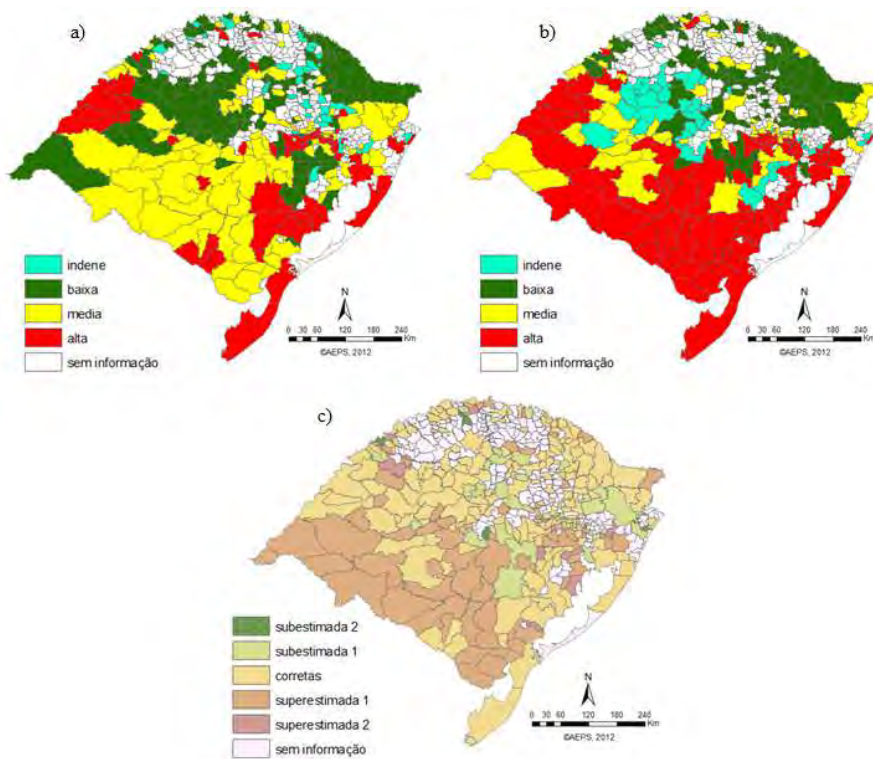 a)
indene
baixa
media
alta
sem informação
N
0 30 60 120 180 240
Km
©AEPS, 2012
b)
indene
baixa
media
alta
sem informação
N
0 30 60 120 180 240
Km
©AEPS, 2012
c)
subestimada 2
subestimada 1
corretas
superestimada 1
superestimada 2
sem informação
N
0 30 60 120 180 240
Km
©AEPS, 2012